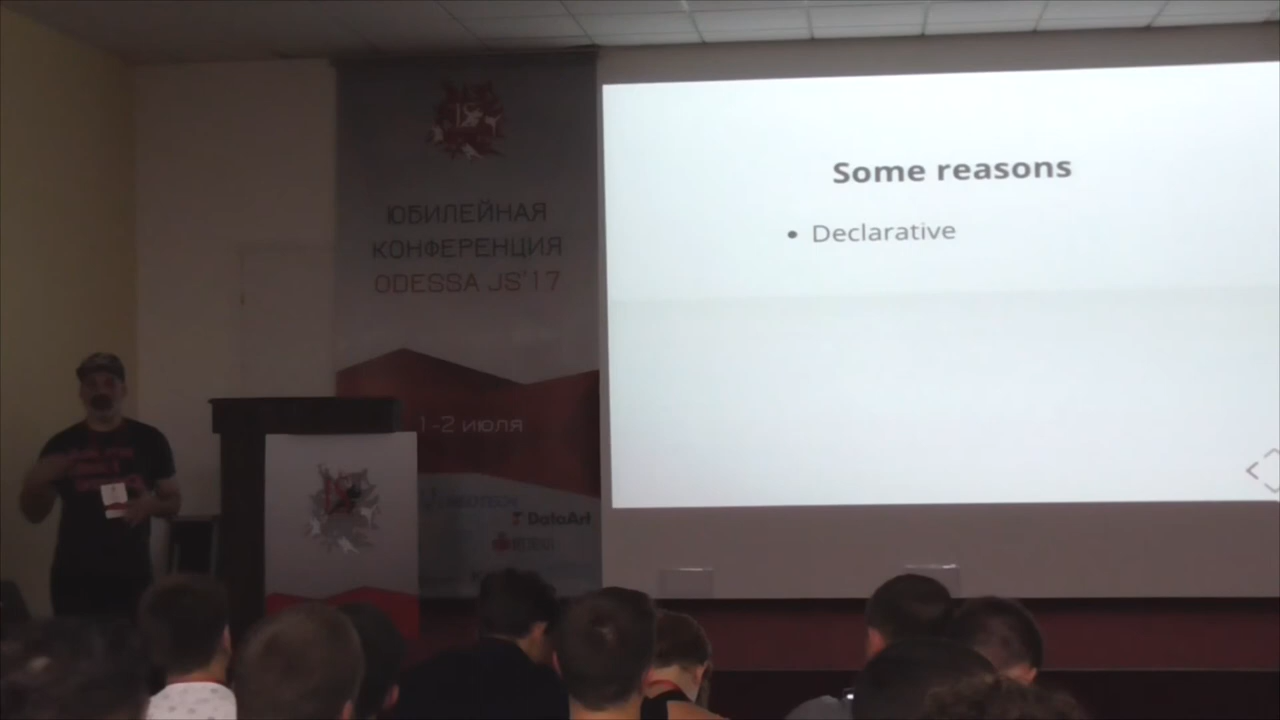 ЮБИЛЕЙНАЯ
КОНФЕРЕНЦИЯ
ODESSA JS'17
1-2 июля
DataArt
Some reasons
• Declarative